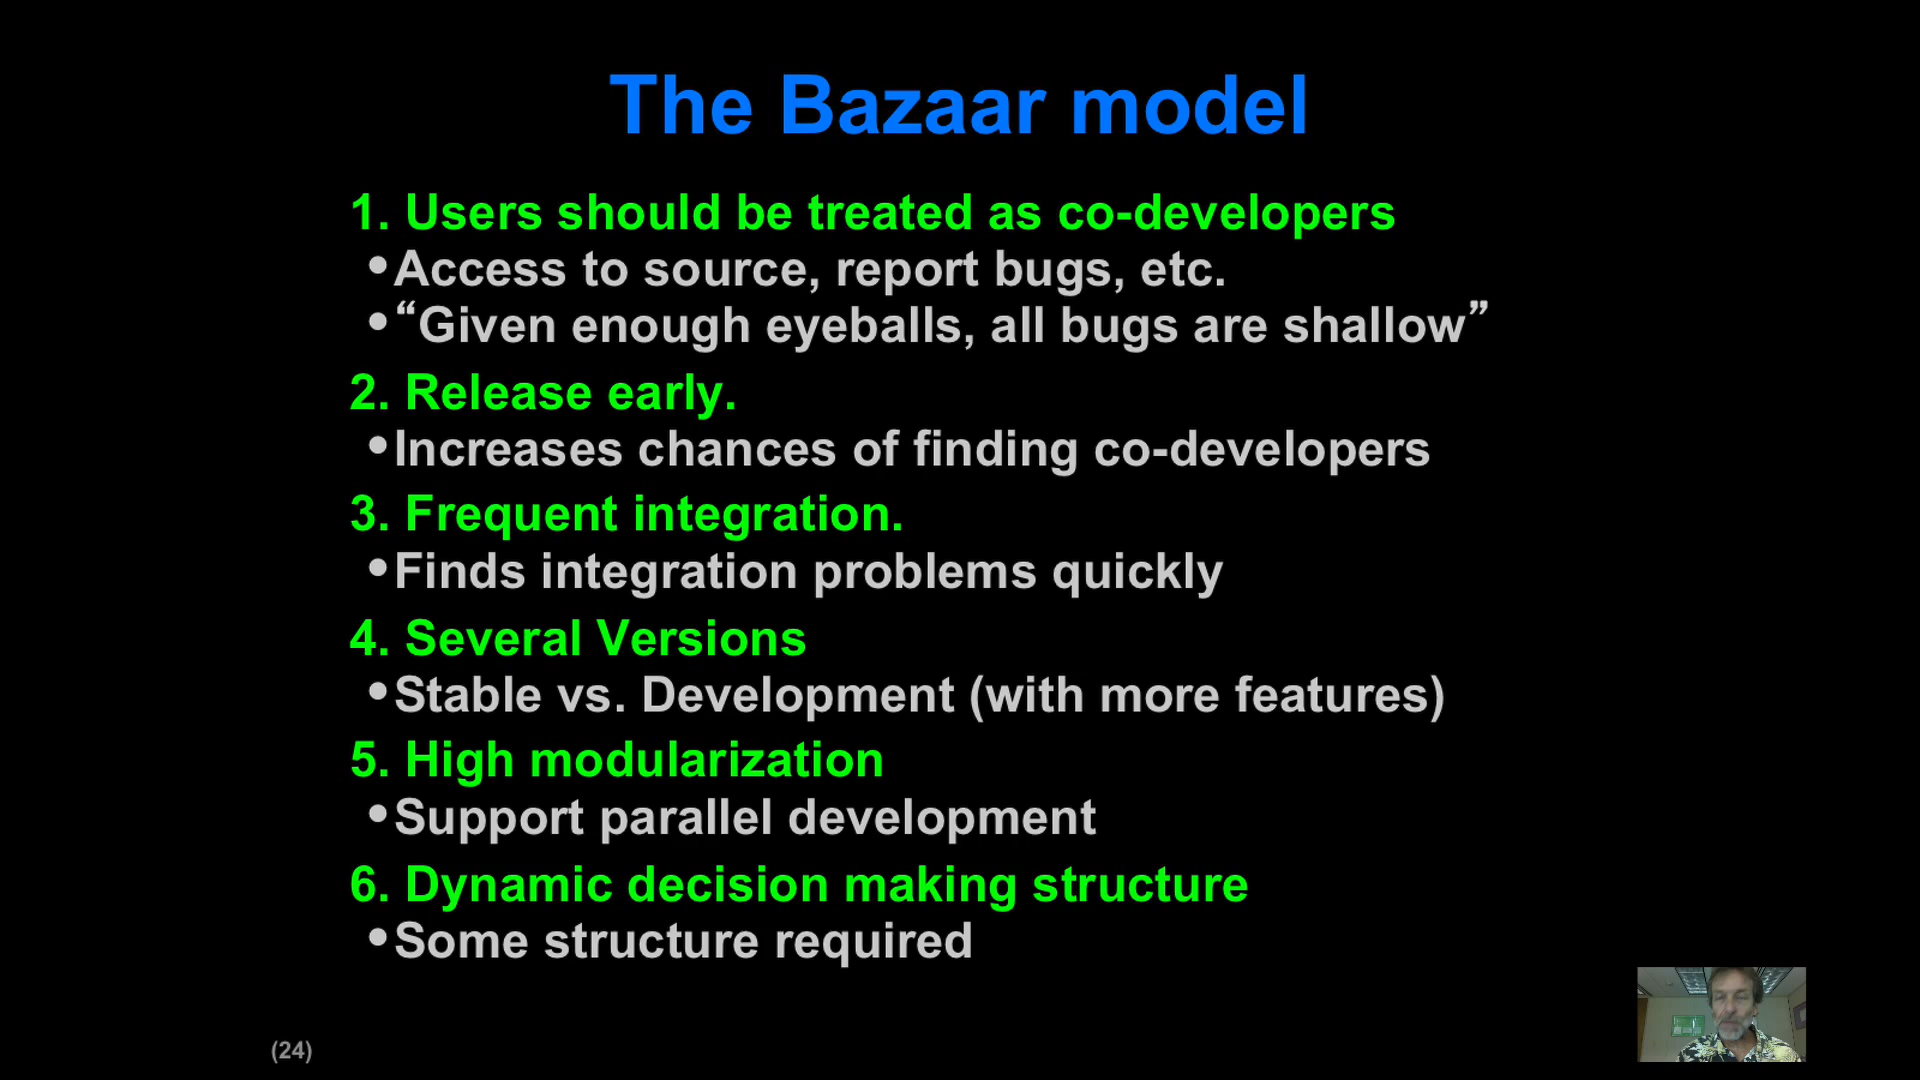 The Bazaar model
1. Users should be treated as co-developers
•Access to source, report bugs, etc.
•“Given enough eyeballs, all bugs are shallow”
2. Release early.
•Increases chances of finding co-developers
3. Frequent integration.
•Finds integration problems quickly
4. Several Versions
•Stable vs. Development (with more features)
5. High modularization
•Support parallel development
6. Dynamic decision making structure
•Some structure required
(24)